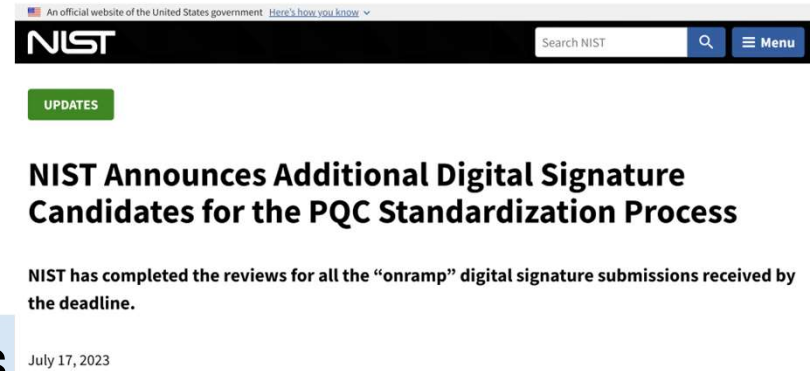 An official website of the United States government Here's how you know
NIST
Search NIST
Menu
UPDATES
NIST Announces Additional Digital Signature
Candidates for the PQC Standardization Process
NIST has completed the reviews for all the “onramp” digital signature submissions received by
the deadline.
July 17, 2023